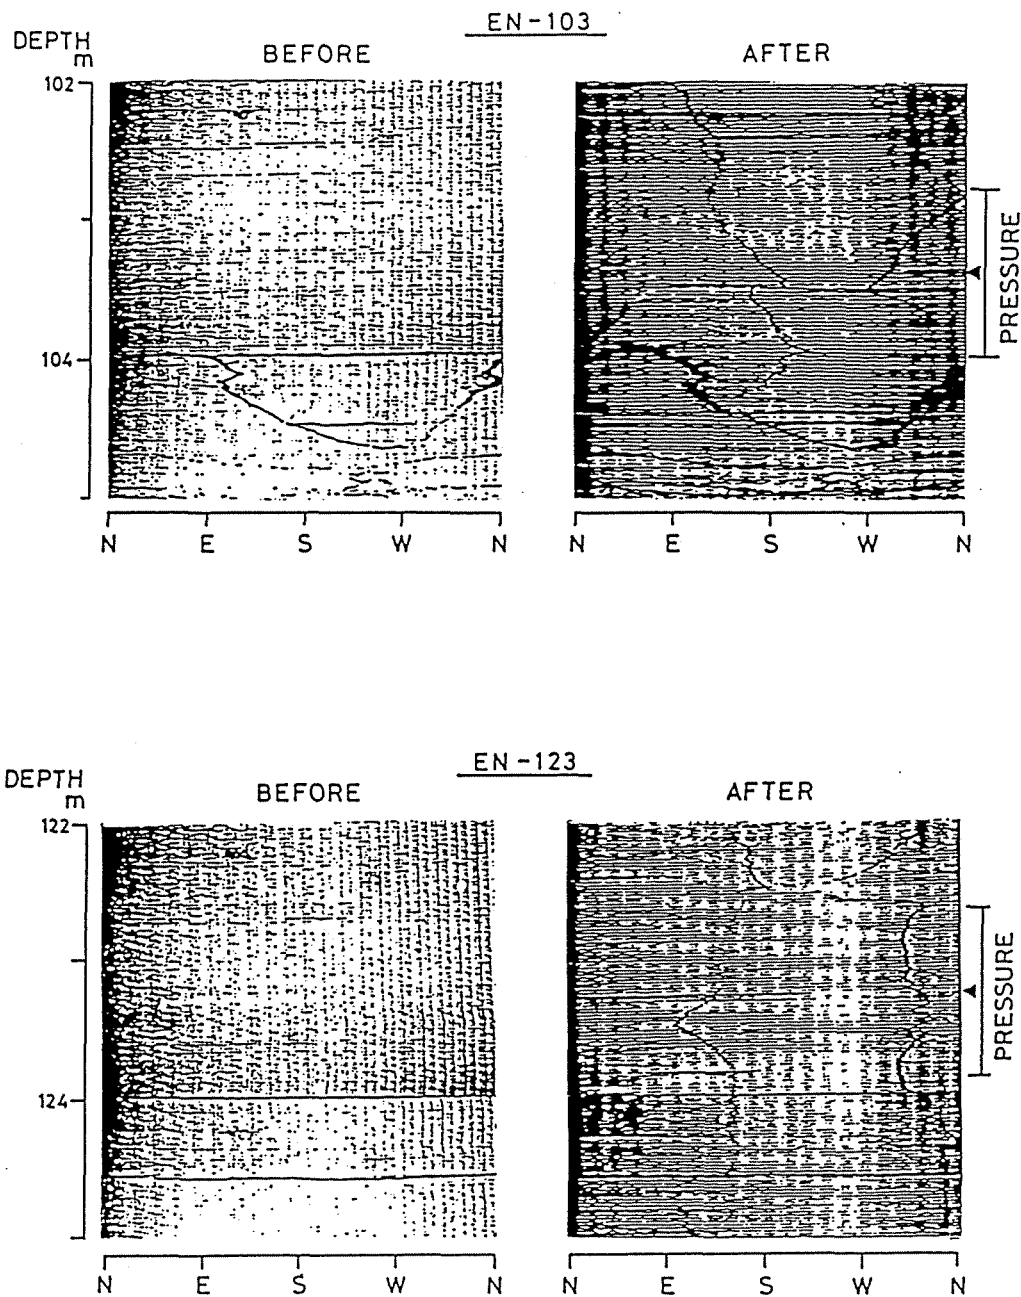 EN-103
DEPTH
m
BEFORE
AFTER
102
104
PRESSURE
N E S W N
N E S W N
EN-123
DEPTH
m
BEFORE
AFTER
122
124
PRESSURE
N E S W N
N E S W N